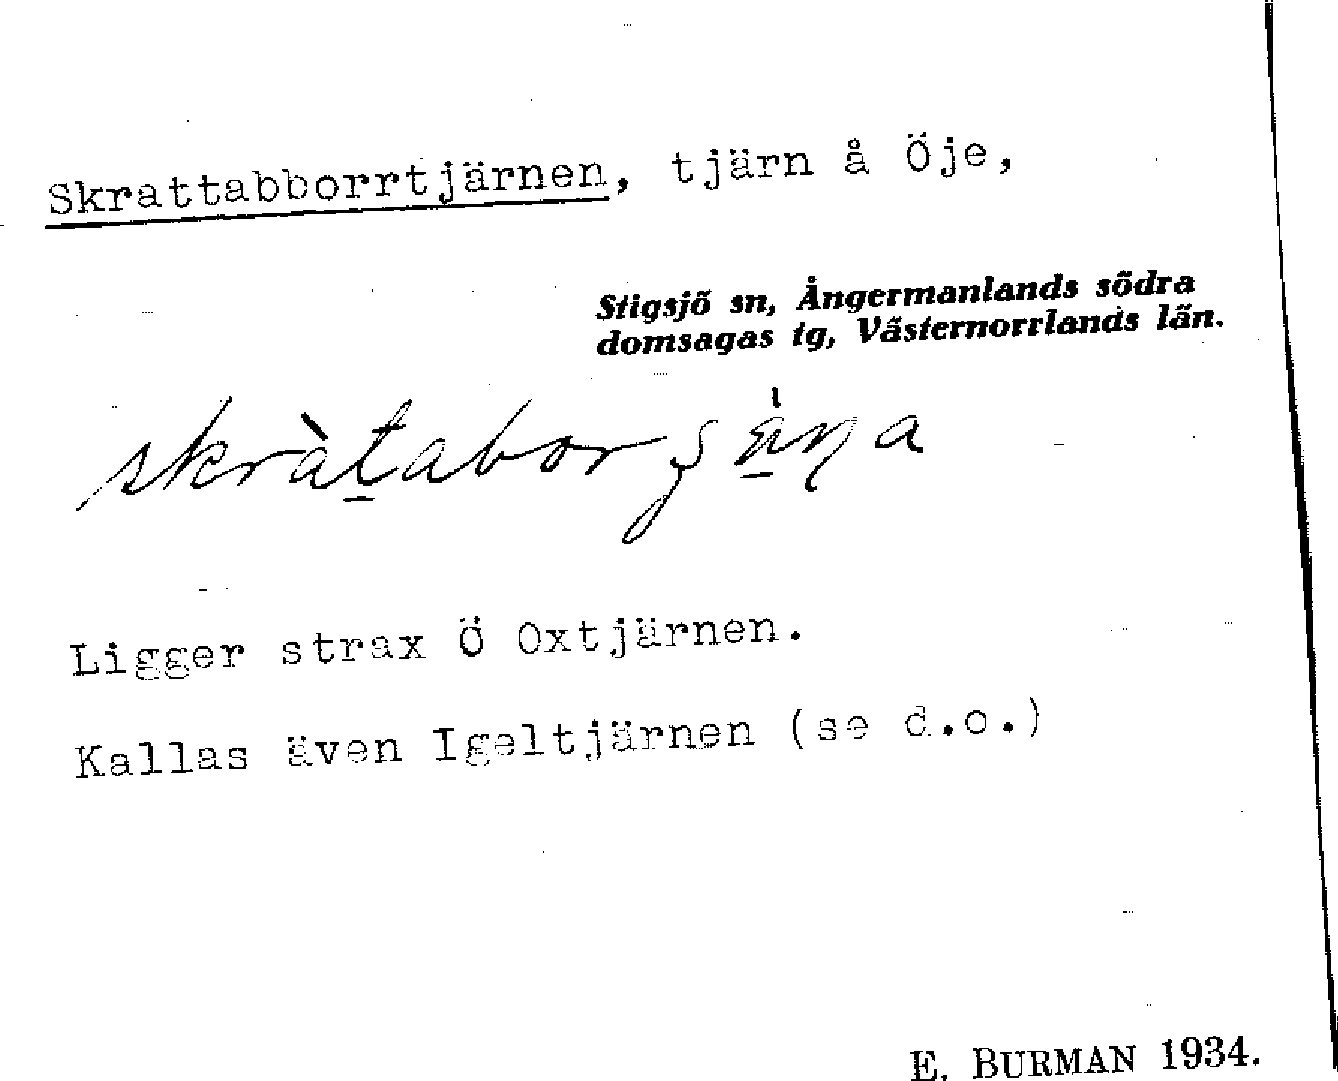 Skrattabborrtjärnen, tjärn å Öje,
Stigsjö sn, Ångermanlands södra
domsagas tg, Västernorrlands län.
Ligger strax Ö Oxtjärnen.
Kallas även Igeltjärnen (se d.o.)
E. BURMAN 1934.